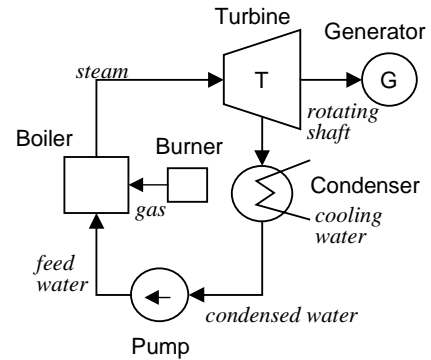 Turbine
Generator
steam
T
G
rotating
shaft
Boiler
Burner
Condenser
gas
cooling
water
feed
water
condensed water
Pump